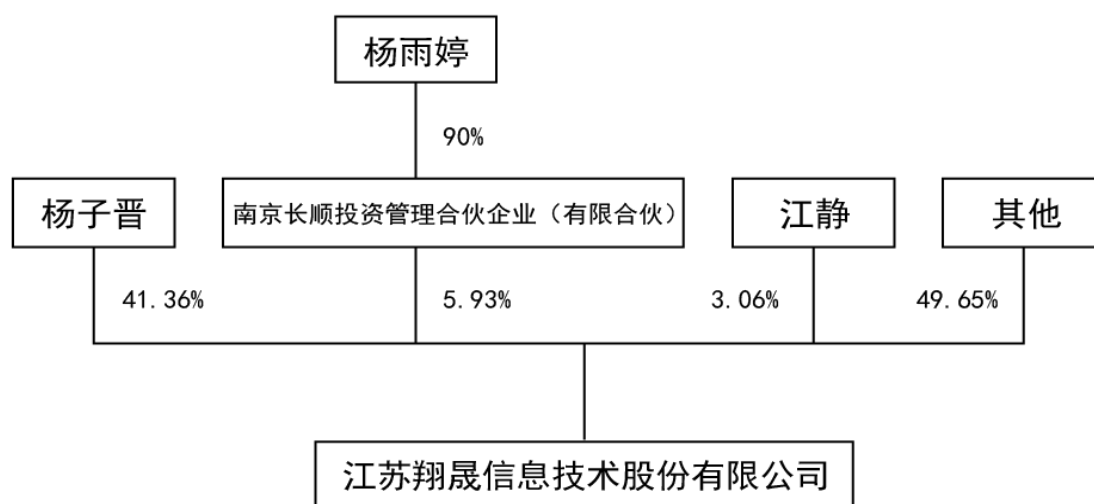 杨雨婷
90%
杨子晋
南京长顺投资管理合伙企业（有限合伙）
江静
其他
41.36%
5.93%
3.06%
49.65%
江苏翔晟信息技术股份有限公司